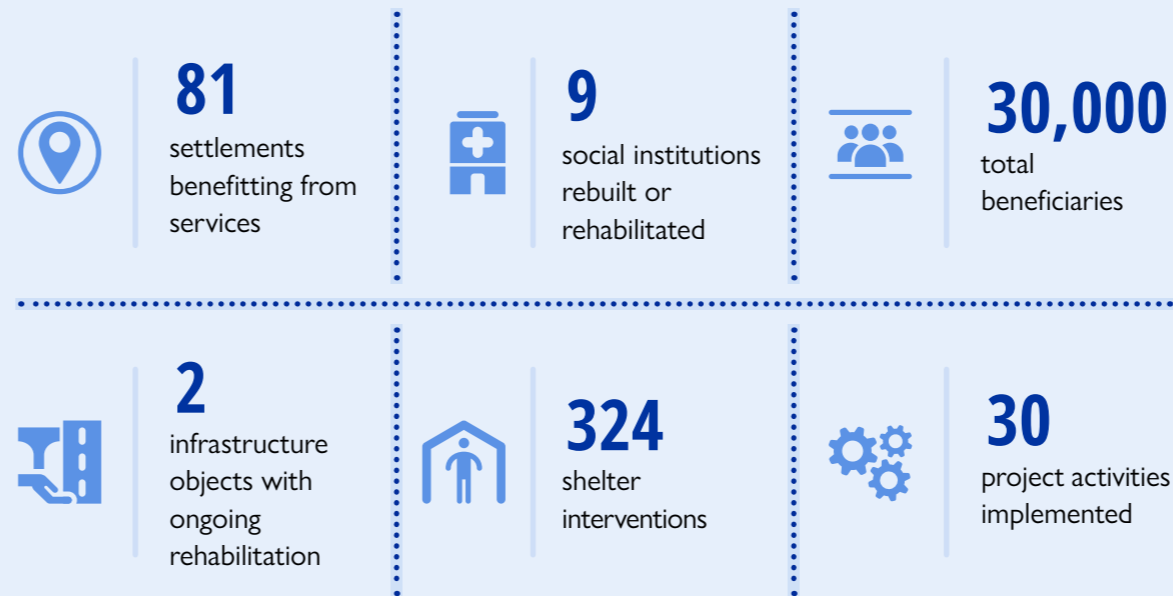 81
settlements
benefitting from
services
9
social institutions
rebuilt or
rehabilitated
30,000
total
beneficiaries
2
infrastructure
objects with
ongoing
rehabilitation
324
shelter
interventions
30
project activities
implemented